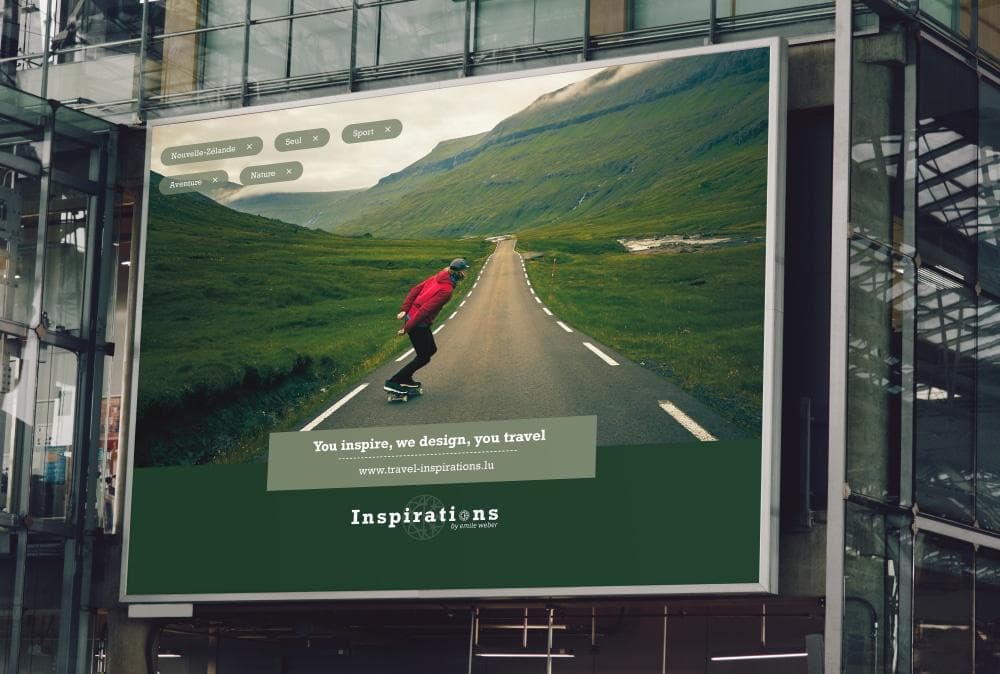 Nouvelle-Zélande × Seul × Sport ×
Aventure × Nature ×
You inspire, we design, you travel
www.travel-inspirations.lu
Inspirations
by emile weber